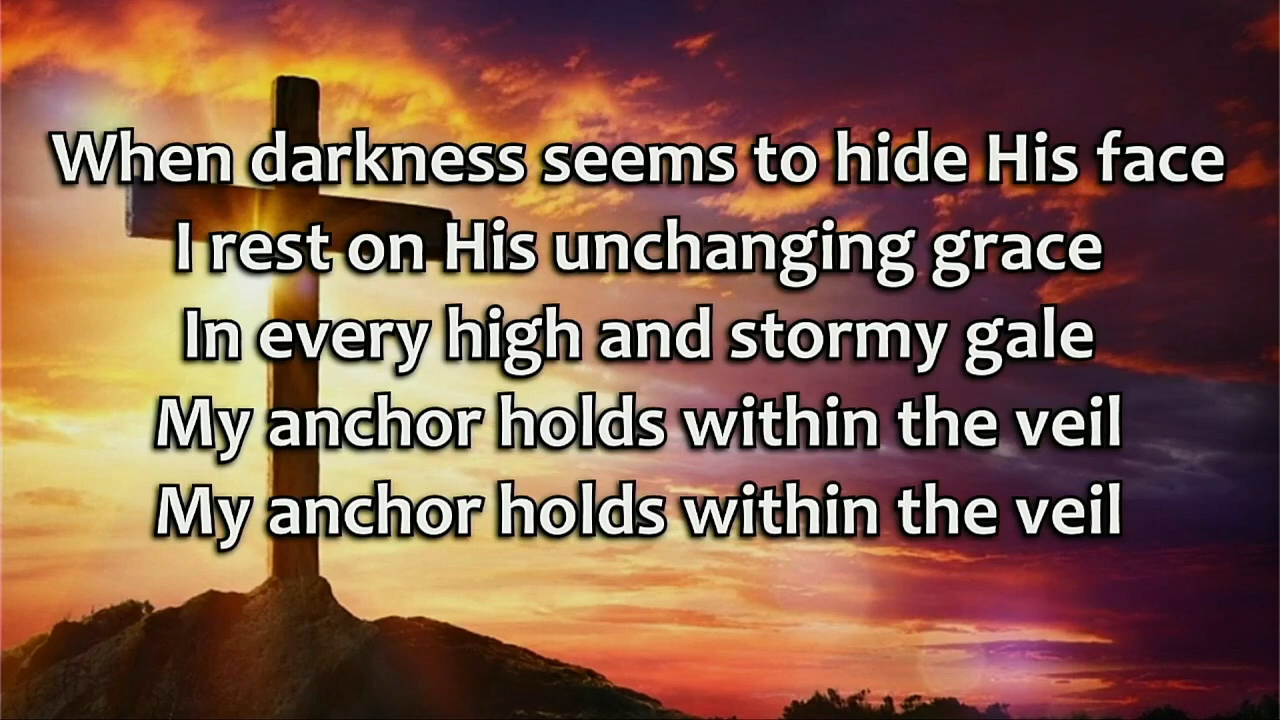 When darkness seems to hide His face
I rest on His unchanging grace
In every high and stormy gale
My anchor holds within the veil
My anchor holds within the veil